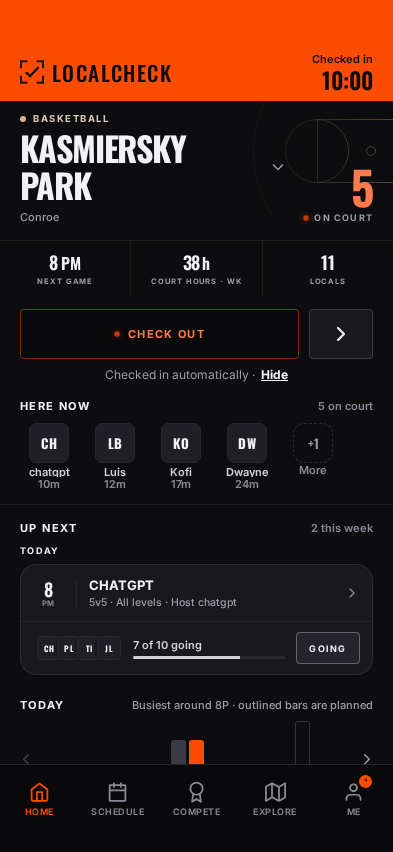 LOCALCHECK
Checked in
10:00
BASKETBALL
KASMIERSKY
PARK
Conroe
5
ON COURT
8 PM
NEXT GAME
38 h
COURT HOURS · WK
11
LOCALS
CHECK OUT
Checked in automatically · Hide
HERE NOW
5 on court
CH
LB
KO
DW
+1
chatgpt
Luis
Kofi
Dwayne
More
10m
12m
17m
24m
UP NEXT
2 this week
TODAY
8
PM
CHATGPT
5v5 · All levels · Host chatgpt
CH
PL
TI
JL
7 of 10 going
GOING
TODAY
Busiest around 8P · outlined bars are planned
HOME
SCHEDULE
COMPETE
EXPLORE
ME